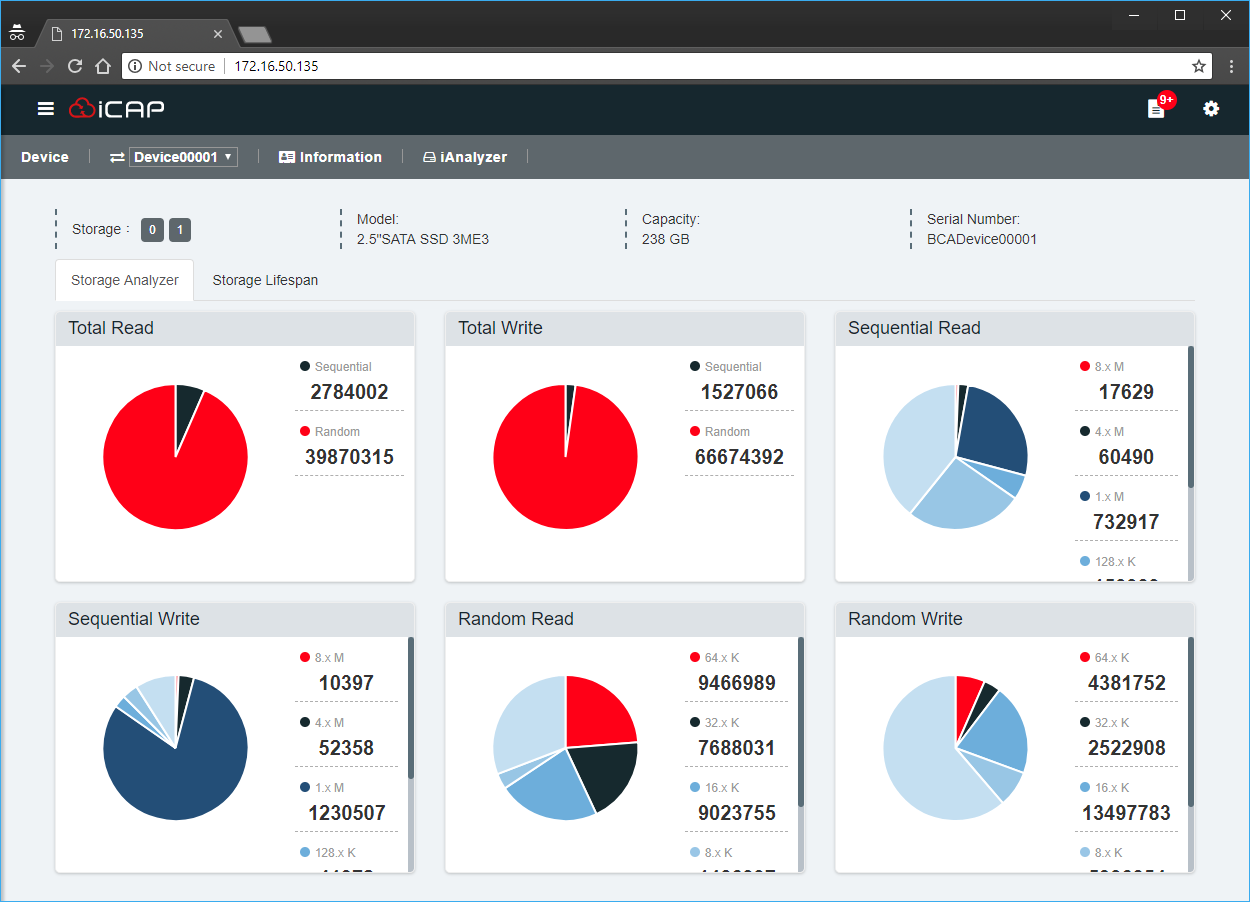 172.16.50.135
Not secure 172.16.50.135
iCAP 9+
Device Device00001 Information iAnalyzer
Storage : 0 1
Model:
2.5"SATA SSD 3ME3
Capacity:
238 GB
Serial Number:
BCADevice00001
Storage Analyzer Storage Lifespan
Total Read
Sequential
2784002
Random
39870315
Total Write
Sequential
1527066
Random
66674392
Sequential Read
8.x M
17629
4.x M
60490
1.x M
732917
128.x K
Sequential Write
8.x M
10397
4.x M
52358
1.x M
1230507
128.x K
Random Read
64.x K
9466989
32.x K
7688031
16.x K
9023755
8.x K
Random Write
64.x K
4381752
32.x K
2522908
16.x K
13497783
8.x K